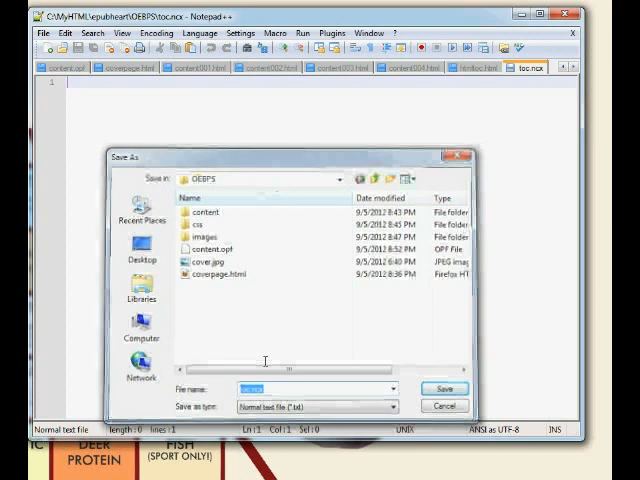 C:\MyHTML\epubheart\OEBPS\toc.ncx - Notepad++
File Edit Search View Encoding Language Settings Macro Run Plugins Window ? X
content.opf coverpage.html content001.html content002.html content003.html content004.html htmltoc.html toc.ncx
1
Save As
Save in: OEBPS
Name Date modified Type
content 9/5/2012 8:43 PM File folder
css 9/5/2012 8:45 PM File folder
images 9/5/2012 8:47 PM File folder
content.opf 9/5/2012 8:52 PM OPF File
cover.jpg 9/5/2012 6:40 PM JPEG imag
coverpage.html 9/5/2012 8:36 PM Firefox HT
Recent Places
Desktop
Libraries
Computer
Network
File name: toc.ncx Save
Save as type: Normal text file (*.txt) Cancel
Normal text file length : 0 lines : 1 Ln : 1 Col : 1 Sel : 0 UNIX ANSI as UTF-8 INS
IC DEER FISH
PROTEIN (SPORT ONLY!)